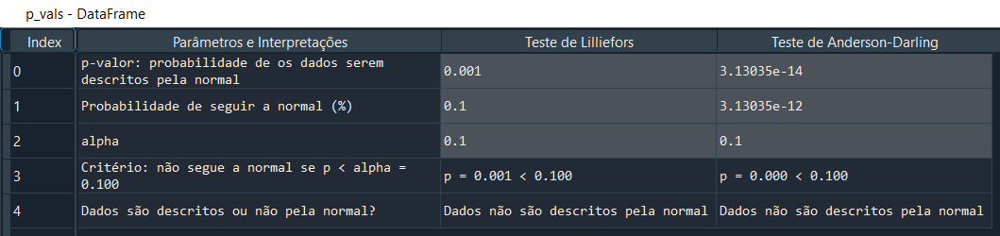 p_vals - DataFrame
Index Parâmetros e Interpretações Teste de Lilliefors Teste de Anderson-Darling
0 p-valor: probabilidade de os dados serem descritos pela normal 0.001 3.13035e-14
1 Probabilidade de seguir a normal (%) 0.1 3.13035e-12
2 alpha 0.1 0.1
3 Critério: não segue a normal se p < alpha = 0.100 p = 0.001 < 0.100 p = 0.000 < 0.100
4 Dados são descritos ou não pela normal? Dados não são descritos pela normal Dados não são descritos pela normal